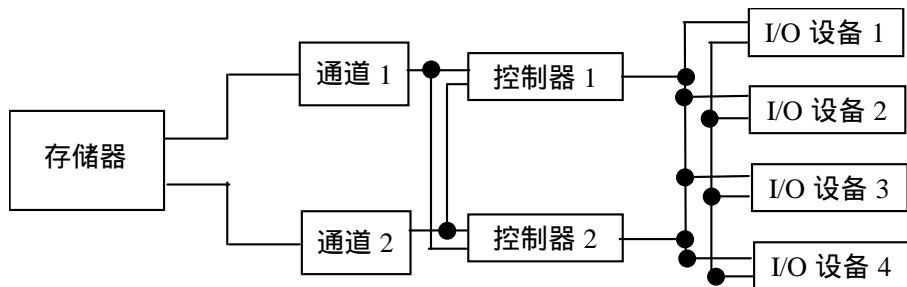 存储器
通道 1
通道 2
控制器 1
控制器 2
I/O 设备 1
I/O 设备 2
I/O 设备 3
I/O 设备 4